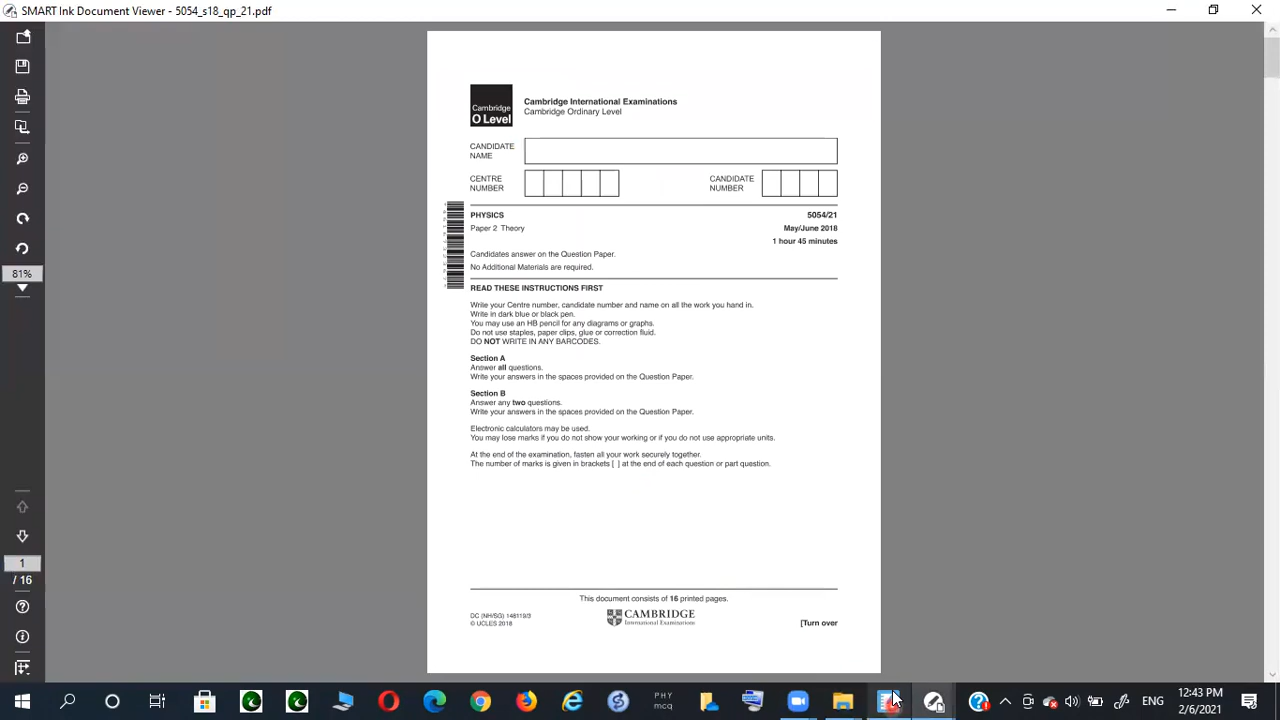 SMART Ink Document Viewer - 5054_s18_qp_21.pdf
Cambridge
O Level
Cambridge International Examinations
Cambridge Ordinary Level
CANDIDATE
NAME
CENTRE
NUMBER
CANDIDATE
NUMBER
PHYSICS
5054/21
Paper 2 Theory
May/June 2018
1 hour 45 minutes
Candidates answer on the Question Paper.
No Additional Materials are required.
READ THESE INSTRUCTIONS FIRST
Write your Centre number, candidate number and name on all the work you hand in.
Write in dark blue or black pen.
You may use an HB pencil for any diagrams or graphs.
Do not use staples, paper clips, glue or correction fluid.
DO NOT WRITE IN ANY BARCODES.
Section A
Answer all questions.
Write your answers in the spaces provided on the Question Paper.
Section B
Answer any two questions.
Write your answers in the spaces provided on the Question Paper.
Electronic calculators may be used.
You may lose marks if you do not show your working or if you do not use appropriate units.
At the end of the examination, fasten all your work securely together.
The number of marks is given in brackets [ ] at the end of each question or part question.
This document consists of 16 printed pages.
DC (NH/SG) 148119/3
© UCLES 2018
CAMBRIDGE
International Examinations
[Turn over
81%
1
/ 16
PHY
mcq
ENG
2:43 PM
2/6/2021